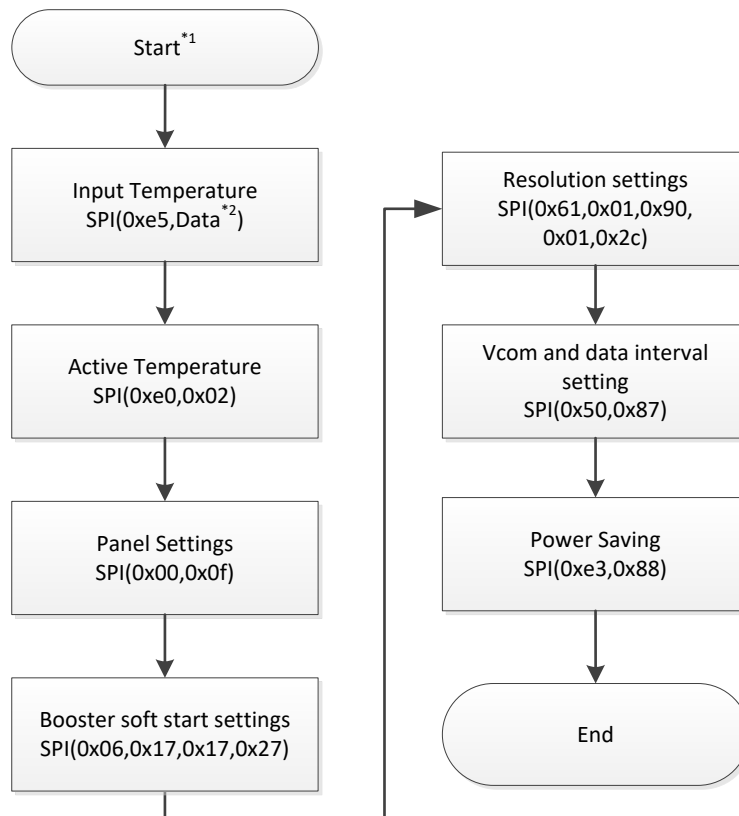 Start*1
Input Temperature
SPI(0xe5,Data*2)
Active Temperature
SPI(0xe0,0x02)
Panel Settings
SPI(0x00,0x0f)
Booster soft start settings
SPI(0x06,0x17,0x17,0x27)
Resolution settings
SPI(0x61,0x01,0x90,
0x01,0x2c)
Vcom and data interval
setting
SPI(0x50,0x87)
Power Saving
SPI(0xe3,0x88)
End